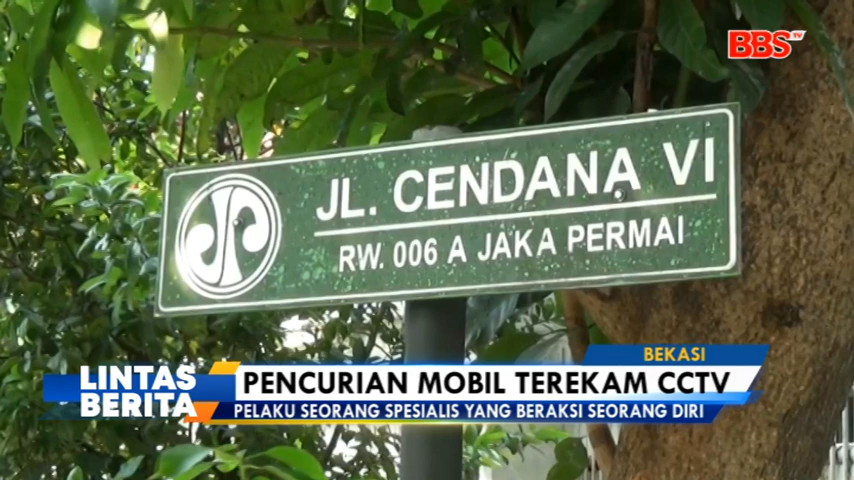 BBS TV
JL. CENDANA VI
RW. 006 A JAKA PERMAI
BEKASI
LINTAS
BERITA
PENCURIAN MOBIL TEREKAM CCTV
PELAKU SEORANG SPESIALIS YANG BERAKSI SEORANG DIRI